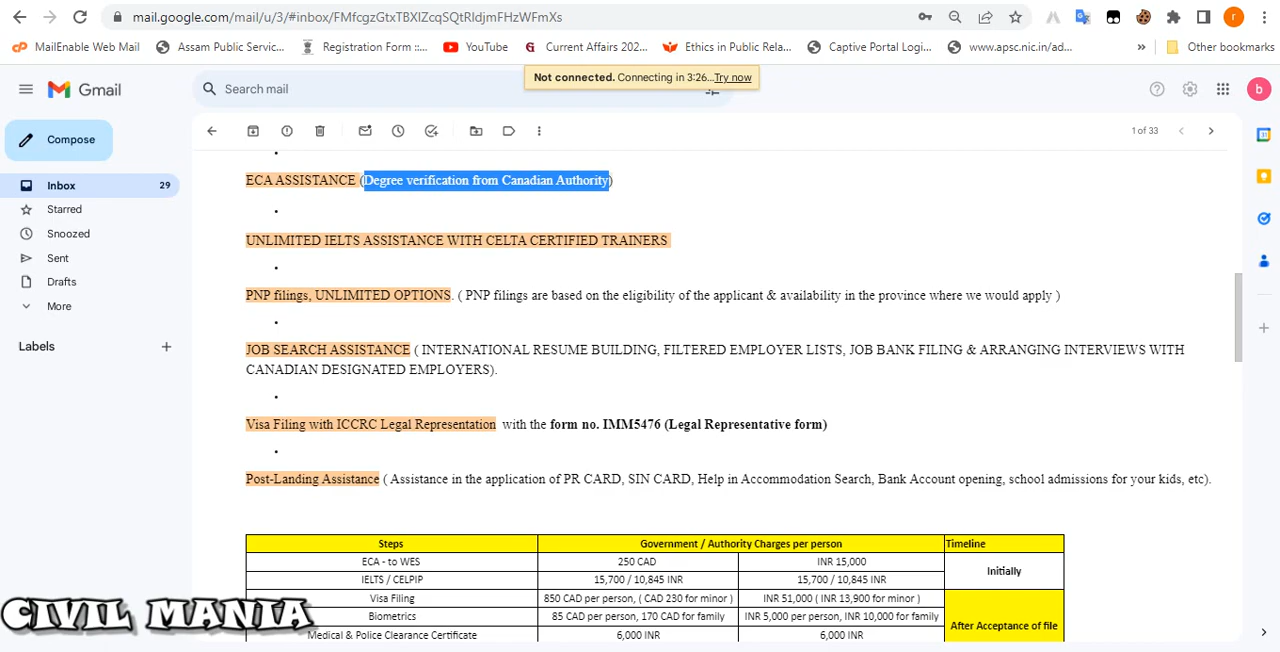 mail.google.com/mail/u/3/#inbox/FMfcgzGtxTBXlZcqSQtRldjmFHzWFmXs
r
MailEnable Web Mail
Assam Public Servic...
Registration Form ::...
YouTube
Current Affairs 202...
Ethics in Public Rela...
Captive Portal Logi...
www.apsc.nic.in/ad...
»
Other bookmarks
Not connected. Connecting in 3:26... Try now
Gmail
Search mail
b
Compose
1 of 33
Inbox 29
Starred
Snoozed
Sent
Drafts
More
Labels
ECA ASSISTANCE (Degree verification from Canadian Authority)
UNLIMITED IELTS ASSISTANCE WITH CELTA CERTIFIED TRAINERS
PNP filings, UNLIMITED OPTIONS. ( PNP filings are based on the eligibility of the applicant & availability in the province where we would apply )
JOB SEARCH ASSISTANCE ( INTERNATIONAL RESUME BUILDING, FILTERED EMPLOYER LISTS, JOB BANK FILING & ARRANGING INTERVIEWS WITH
CANADIAN DESIGNATED EMPLOYERS).
Visa Filing with ICCRC Legal Representation with the form no. IMM5476 (Legal Representative form)
Post-Landing Assistance ( Assistance in the application of PR CARD, SIN CARD, Help in Accommodation Search, Bank Account opening, school admissions for your kids, etc).
Steps Government / Authority Charges per person Timeline
ECA - to WES 250 CAD INR 15,000 Initially
IELTS / CELPIP 15,700 / 10,845 INR 15,700 / 10,845 INR
Visa Filing 850 CAD per person, ( CAD 230 for minor ) INR 51,000 ( INR 13,900 for minor )
Biometrics 85 CAD per person, 170 CAD for family INR 5,000 per person, INR 10,000 for family After Acceptance of file
Medical & Police Clearance Certificate 6,000 INR 6,000 INR
CIVIL MANIA